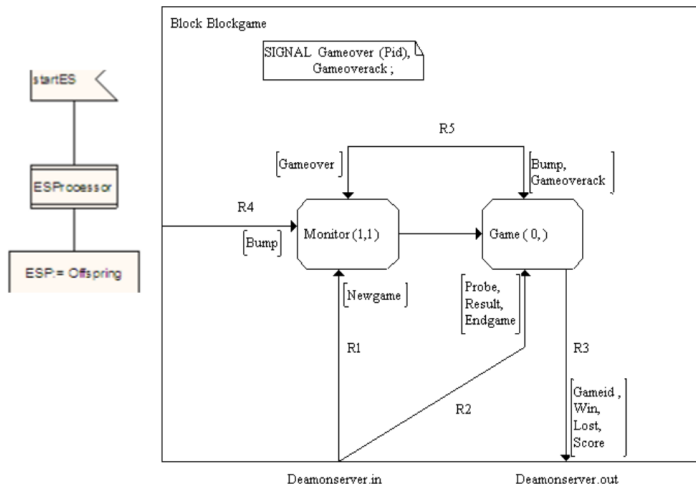 startES
ESProcessor
ESP:= Offspring
Block Blockgame
SIGNAL Gameover (Pid),
Gameoverack ;
R5
[Gameover]
[Bump,
Gameoverack]
R4
[Bump]
Monitor (1,1)
Game ( 0, )
[Newgame]
[Probe,
Result,
Endgame]
R1
R2
R3
[Gameid ,
Win,
Lost,
Score]
Deamonserver.in
Deamonserver.out